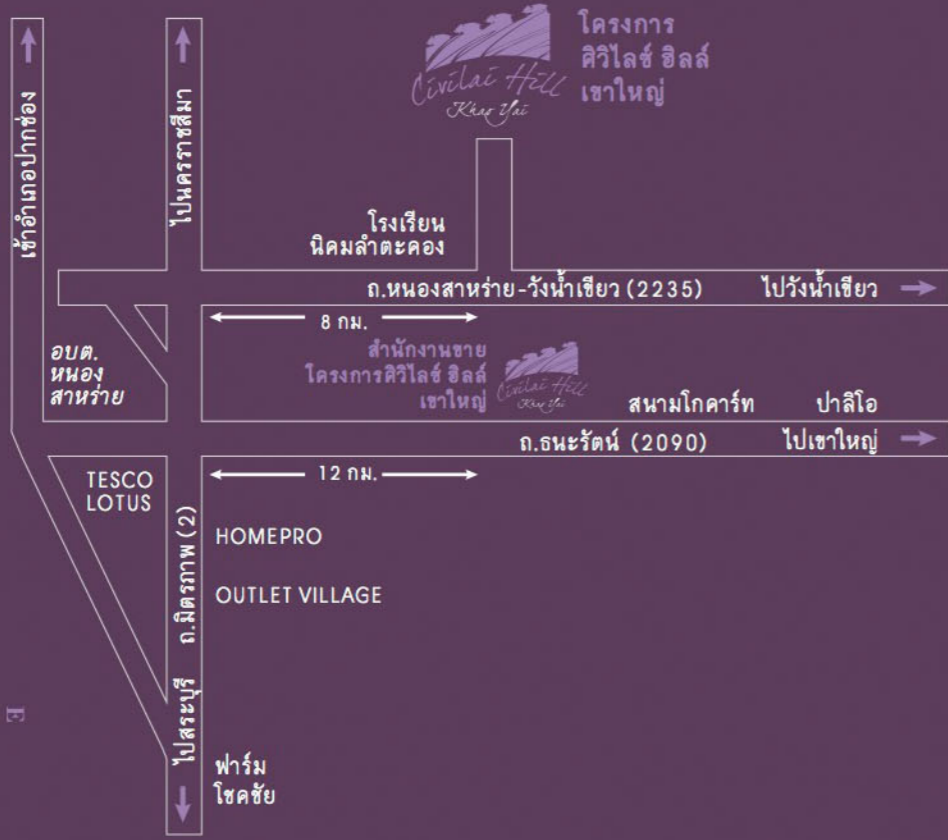 โครงการ
ศิวิไลซ์ ฮิลล์
เขาใหญ่
Civilai Hill
Khao Yai
เข้าอำเภอปากช่อง
ไปนครราชสีมา
โรงเรียน
นิคมลำตะคอง
ถ.หนองสาหร่าย-วังน้ำเขียว (2235) ไปวังน้ำเขียว
8 กม.
อบต.
หนอง
สาหร่าย
สำนักงานขาย
โครงการศิวิไลซ์ ฮิลล์
เขาใหญ่
Civilai Hill
Khao Yai
สนามโกคาร์ท ปาลิโอ
ถ.ธนะรัตน์ (2090) ไปเขาใหญ่
12 กม.
TESCO
LOTUS
ถ.มิตรภาพ (2)
HOMEPRO
OUTLET VILLAGE
ไปสระบุรี
ฟาร์ม
โชคชัย
E